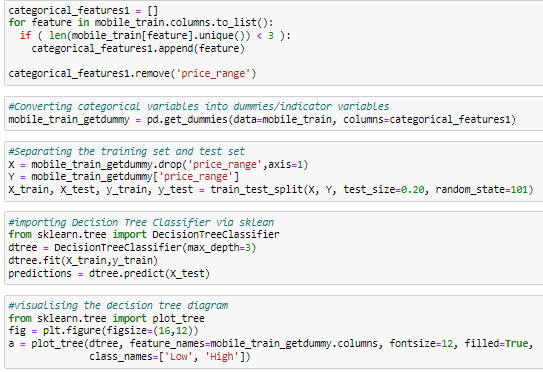 categorical_features1 = []
for feature in mobile_train.columns.to_list():
  if ( len(mobile_train[feature].unique()) < 3 ):
    categorical_features1.append(feature)

categorical_features1.remove('price_range')

#Converting categorical variables into dummies/indicator variables
mobile_train_getdummy = pd.get_dummies(data=mobile_train, columns=categorical_features1)

#Separating the training set and test set
X = mobile_train_getdummy.drop('price_range',axis=1)
Y = mobile_train_getdummy['price_range']
X_train, X_test, y_train, y_test = train_test_split(X, Y, test_size=0.20, random_state=101)

#importing Decision Tree Classifier via sklean
from sklearn.tree import DecisionTreeClassifier
dtree = DecisionTreeClassifier(max_depth=3)
dtree.fit(X_train,y_train)
predictions = dtree.predict(X_test)

#visualising the decision tree diagram
from sklearn.tree import plot_tree
fig = plt.figure(figsize=(16,12))
a = plot_tree(dtree, feature_names=mobile_train_getdummy.columns, fontsize=12, filled=True,
              class_names=['Low', 'High'])